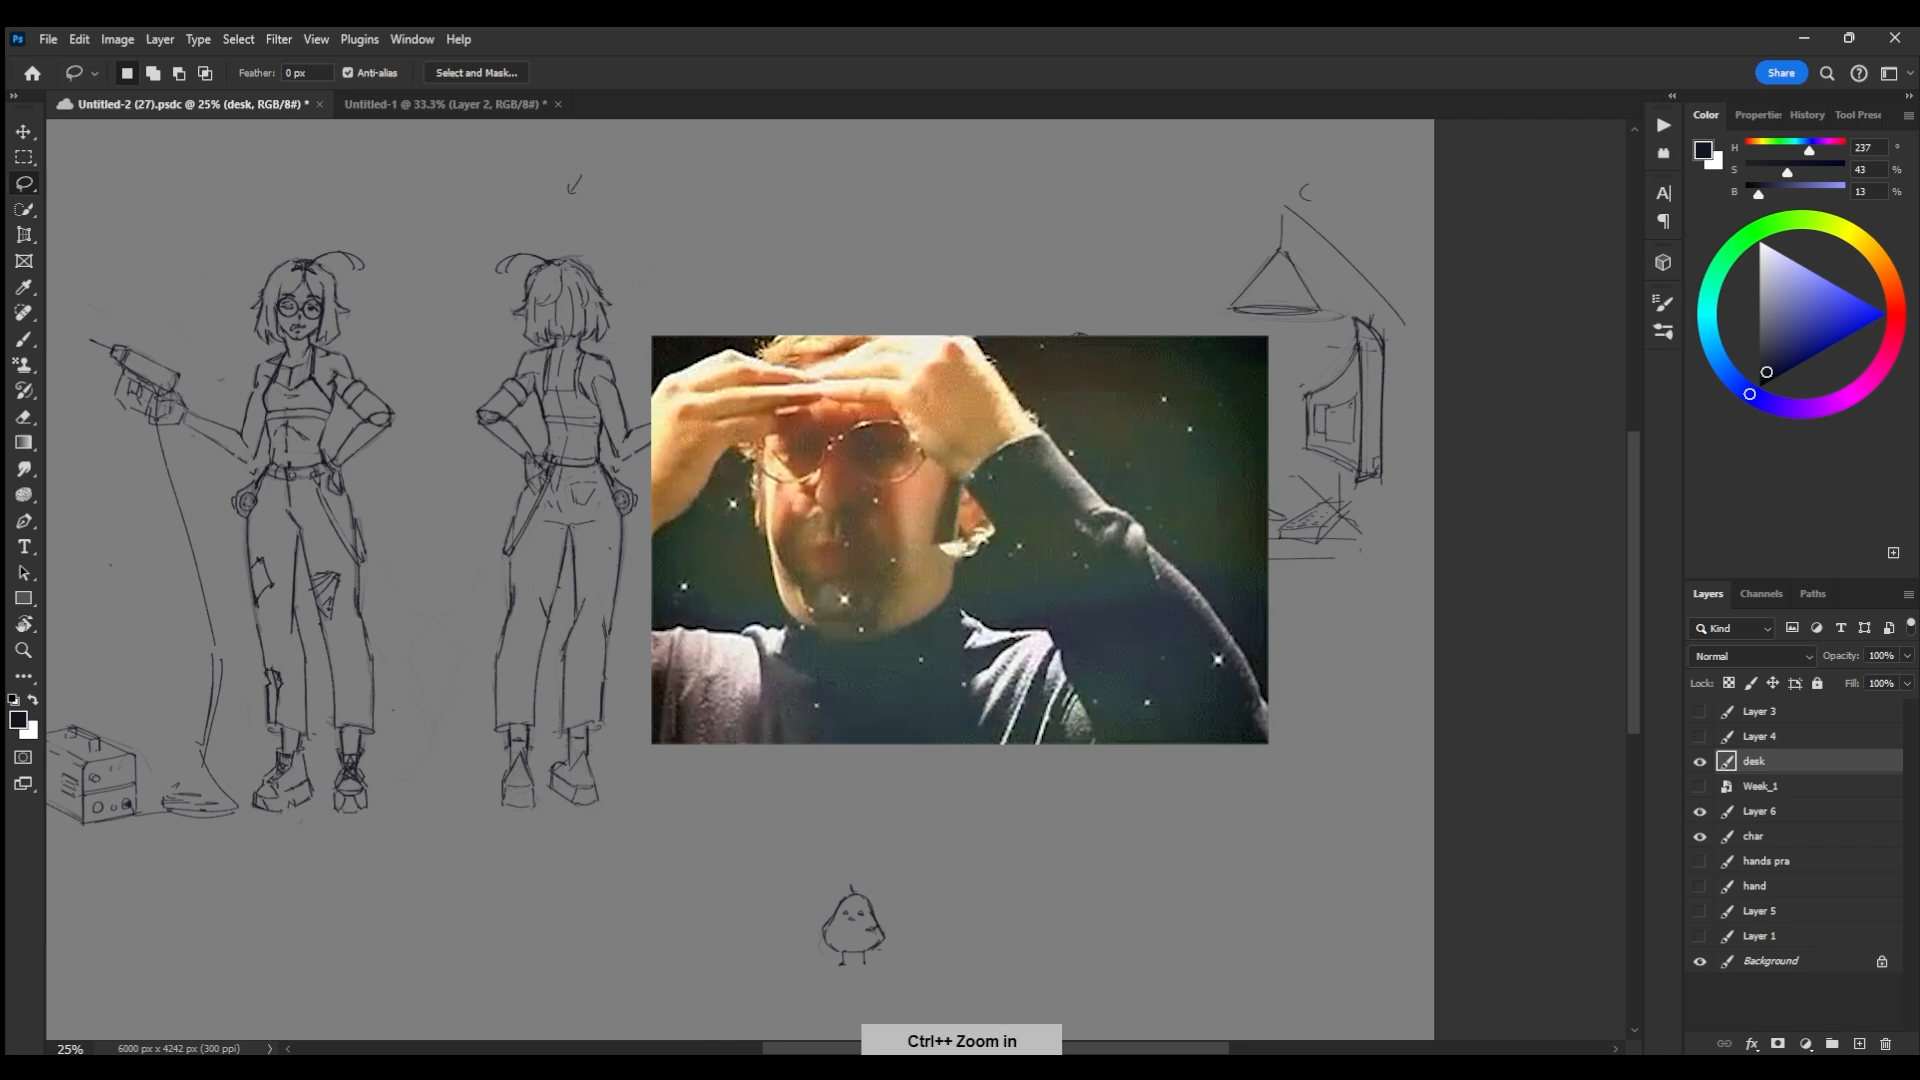 Ps File Edit Image Layer Type Select Filter View Plugins Window Help
Feather: 0 px Anti-alias Select and Mask... Share
Untitled-2 (27).psdc @ 25% (desk, RGB/8#) * × Untitled-1 @ 33.3% (Layer 2, RGB/8#) * ×
Color Properties History Tool Prese
H 237 °
S 43 %
B 13 %
Layers Channels Paths
Kind
Normal Opacity: 100%
Lock: Fill: 100%
Layer 3
Layer 4
desk
Week_1
Layer 6
char
hands pra
hand
Layer 5
Layer 1
Background
25% 6000 px x 4242 px (300 ppi)
Ctrl++ Zoom in